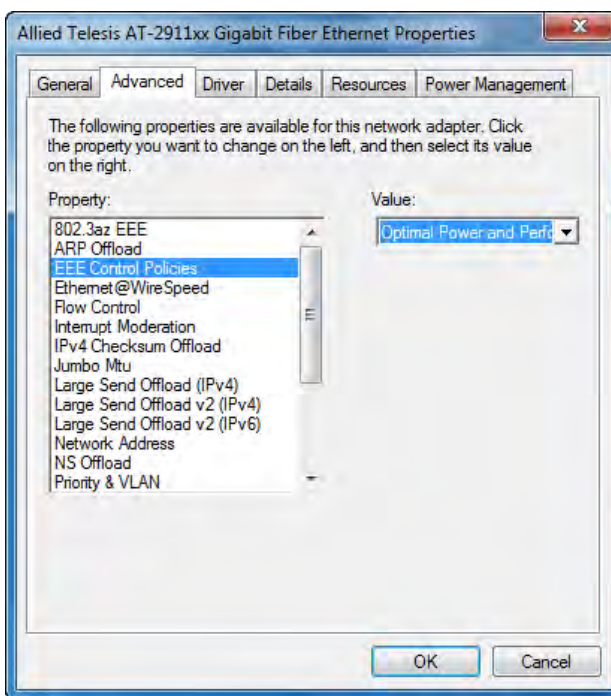 Allied Telesis AT-2911xx Gigabit Fiber Ethernet Properties
General Advanced Driver Details Resources Power Management
The following properties are available for this network adapter. Click
the property you want to change on the left, and then select its value
on the right.
Property:
Value:
802.3az EEE
ARP Offload
EEE Control Policies
Ethernet@WireSpeed
Flow Control
Interrupt Moderation
IPv4 Checksum Offload
Jumbo Mtu
Large Send Offload (IPv4)
Large Send Offload v2 (IPv4)
Large Send Offload v2 (IPv6)
Network Address
NS Offload
Priority & VLAN
Optimal Power and Perfo
OK Cancel